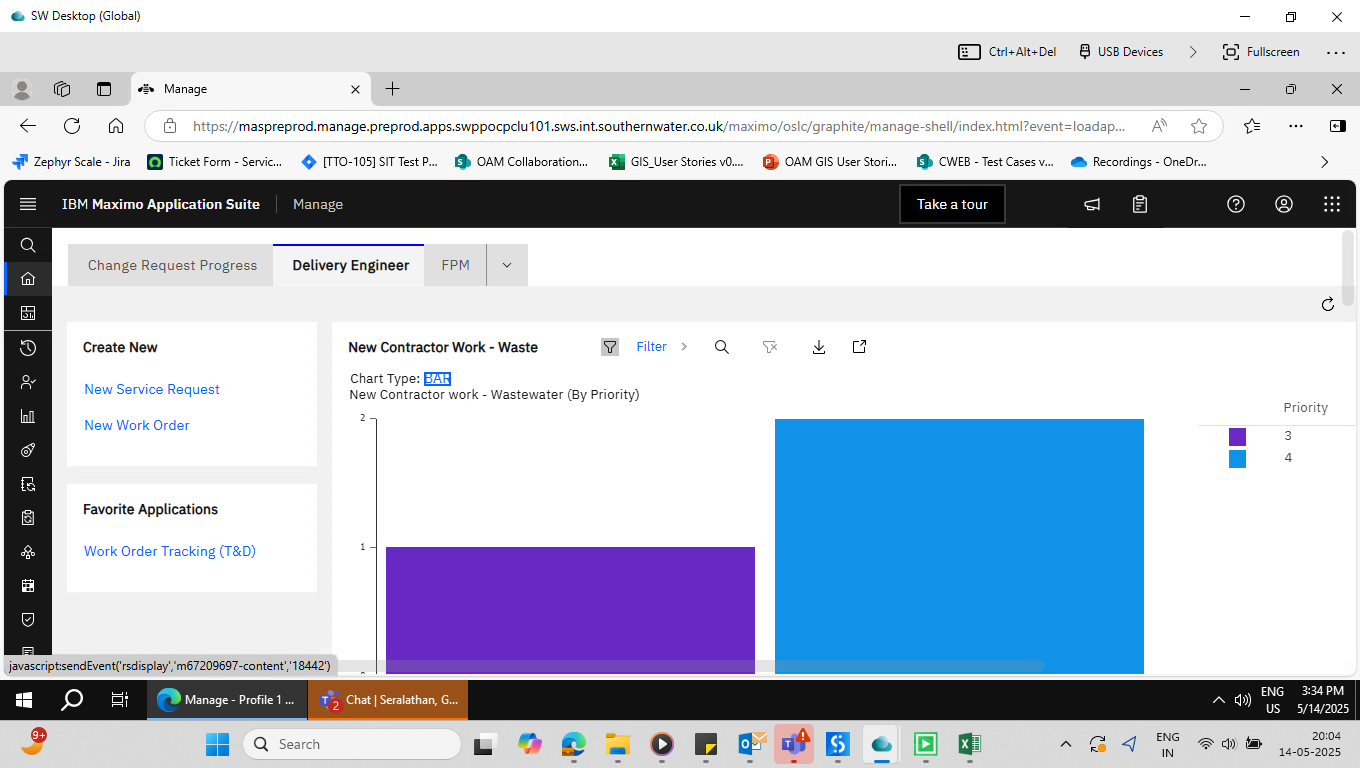 SW Desktop (Global)
Ctrl+Alt+Del
USB Devices
Fullscreen
Manage
https://maspreprod.manage.preprod.apps.swppocpclu101.sws.int.southernwater.co.uk/maximo/oslc/graphite/manage-shell/index.html?event=loadap...
Zephyr Scale - Jira
Ticket Form - Servic...
[TTO-105] SIT Test P...
OAM Collaboration...
GIS_User Stories v0....
OAM GIS User Stori...
CWEB - Test Cases v...
Recordings - OneDr...
IBM Maximo Application Suite
Manage
Take a tour
Change Request Progress
Delivery Engineer
FPM
Create New
New Service Request
New Work Order
Favorite Applications
Work Order Tracking (T&D)
New Contractor Work - Waste
Filter
Chart Type: BAR
New Contractor work - Wastewater (By Priority)
2
1
Priority
3
4
javascript:sendEvent('rsdisplay','m67209697-content','18442')
Manage - Profile 1 ...
2
Chat | Seralathan, G...
ENG
US
3:34 PM
5/14/2025
9+
Search
ENG
IN
20:04
14-05-2025